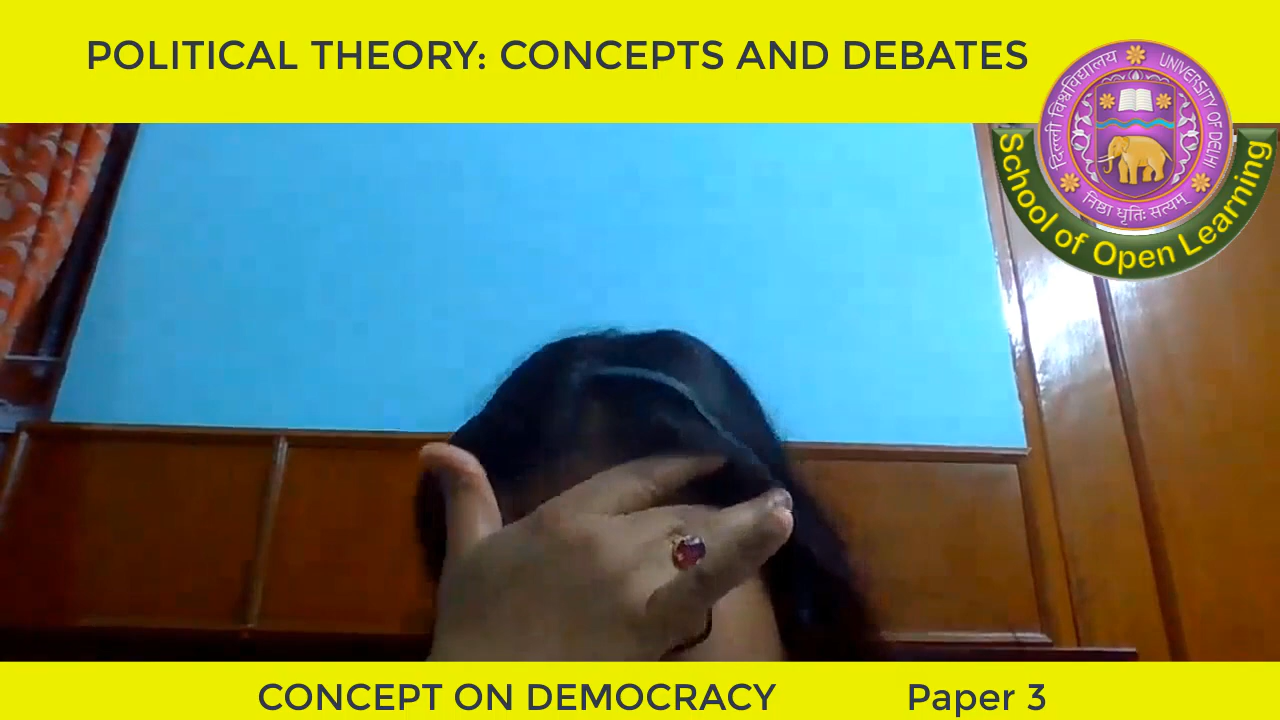 POLITICAL THEORY: CONCEPTS AND DEBATES
दिल्ली विश्वविद्यालय
UNIVERSITY OF DELHI
निष्ठा धृतिः सत्यम्
School of Open Learning
CONCEPT ON DEMOCRACY
Paper 3